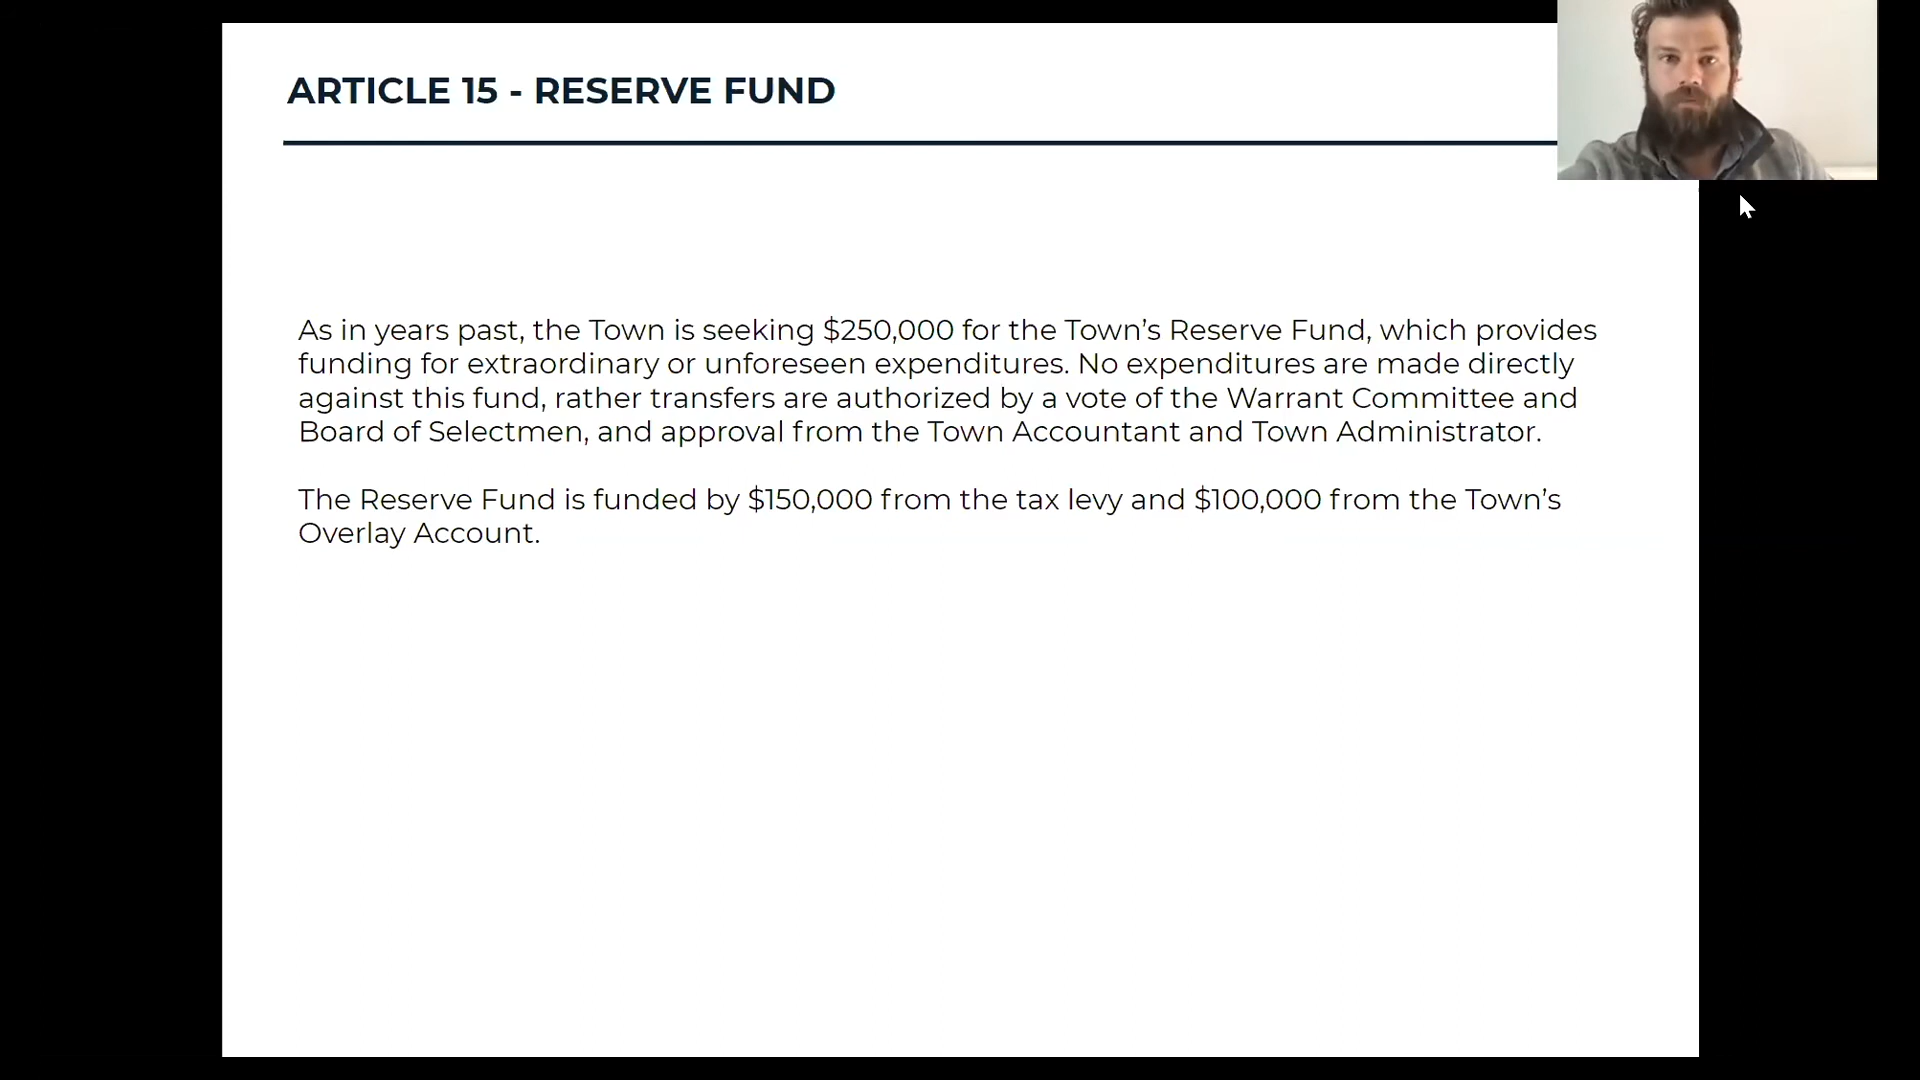 ARTICLE 15 - RESERVE FUND
As in years past, the Town is seeking $250,000 for the Town’s Reserve Fund, which provides
funding for extraordinary or unforeseen expenditures. No expenditures are made directly
against this fund, rather transfers are authorized by a vote of the Warrant Committee and
Board of Selectmen, and approval from the Town Accountant and Town Administrator.
The Reserve Fund is funded by $150,000 from the tax levy and $100,000 from the Town’s
Overlay Account.